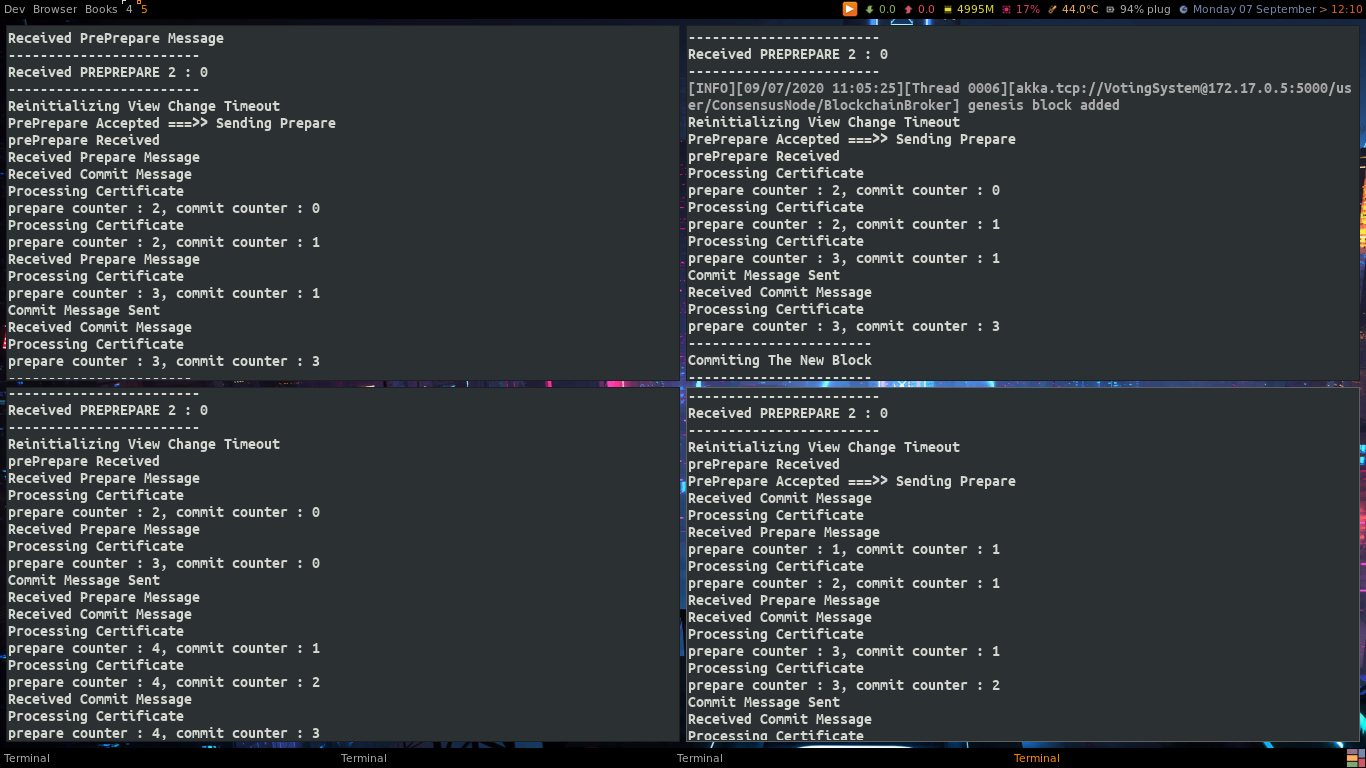 Dev Browser Books 4 5
0.0 0.0 4995M 17% 44.0°C 94% plug Monday 07 September > 12:10
Received PrePrepare Message
------------------------
Received PREPREPARE 2 : 0
------------------------
Reinitializing View Change Timeout
PrePrepare Accepted ===>> Sending Prepare
prePrepare Received
Received Prepare Message
Received Commit Message
Processing Certificate
prepare counter : 2, commit counter : 0
Processing Certificate
prepare counter : 2, commit counter : 1
Received Prepare Message
Processing Certificate
prepare counter : 3, commit counter : 1
Commit Message Sent
Received Commit Message
Processing Certificate
prepare counter : 3, commit counter : 3
-----------------------
------------------------
Received PREPREPARE 2 : 0
------------------------
[INFO][09/07/2020 11:05:25][Thread 0006][akka.tcp://VotingSystem@172.17.0.5:5000/us
er/ConsensusNode/BlockchainBroker] genesis block added
Reinitializing View Change Timeout
PrePrepare Accepted ===>> Sending Prepare
prePrepare Received
Processing Certificate
prepare counter : 2, commit counter : 0
Processing Certificate
prepare counter : 2, commit counter : 1
Processing Certificate
prepare counter : 3, commit counter : 1
Commit Message Sent
Received Commit Message
Processing Certificate
prepare counter : 3, commit counter : 3
-----------------------
Commiting The New Block
-----------------------
------------------------
Received PREPREPARE 2 : 0
------------------------
Reinitializing View Change Timeout
prePrepare Received
Received Prepare Message
Processing Certificate
prepare counter : 2, commit counter : 0
Received Prepare Message
Processing Certificate
prepare counter : 3, commit counter : 0
Commit Message Sent
Received Prepare Message
Received Commit Message
Processing Certificate
prepare counter : 4, commit counter : 1
Processing Certificate
prepare counter : 4, commit counter : 2
Received Commit Message
Processing Certificate
prepare counter : 4, commit counter : 3
------------------------
Received PREPREPARE 2 : 0
------------------------
Reinitializing View Change Timeout
prePrepare Received
PrePrepare Accepted ===>> Sending Prepare
Received Commit Message
Processing Certificate
Received Prepare Message
prepare counter : 1, commit counter : 1
Processing Certificate
prepare counter : 2, commit counter : 1
Received Prepare Message
Received Commit Message
Processing Certificate
prepare counter : 3, commit counter : 1
Processing Certificate
prepare counter : 3, commit counter : 2
Commit Message Sent
Received Commit Message
Processing Certificate
Terminal Terminal Terminal Terminal